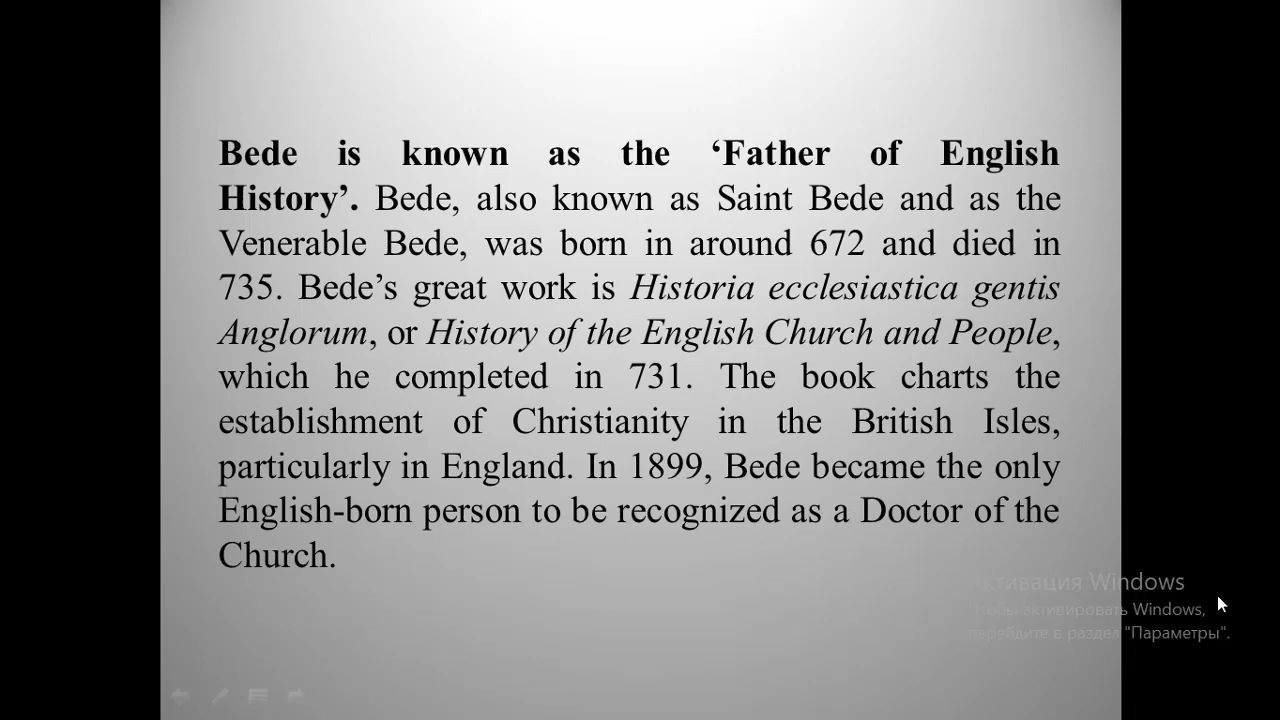 Bede is known as the ‘Father of English
History’. Bede, also known as Saint Bede and as the
Venerable Bede, was born in around 672 and died in
735. Bede’s great work is Historia ecclesiastica gentis
Anglorum, or History of the English Church and People,
which he completed in 731. The book charts the
establishment of Christianity in the British Isles,
particularly in England. In 1899, Bede became the only
English-born person to be recognized as a Doctor of the
Church.
Активация Windows
Чтобы активировать Windows,
перейдите в раздел "Параметры".